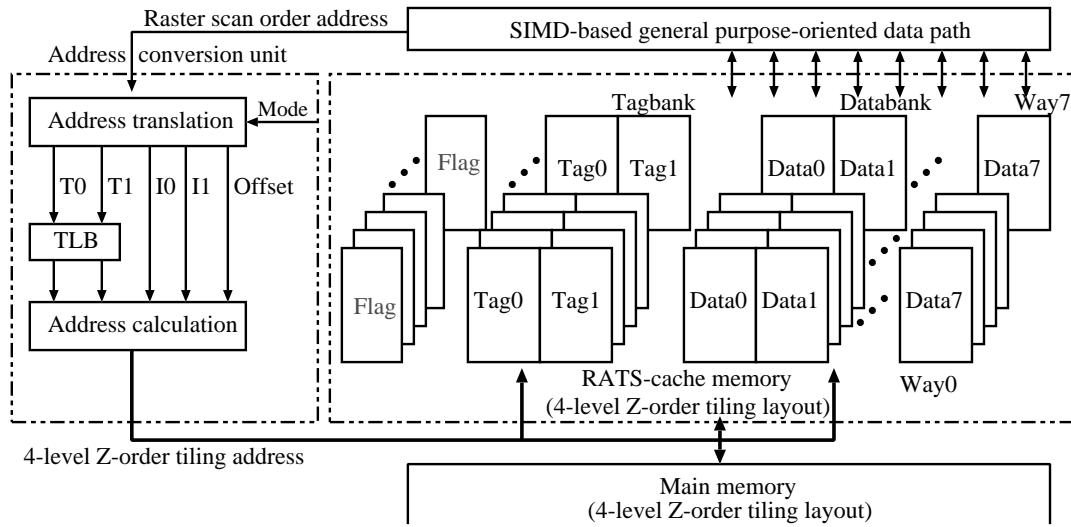 Raster scan order address
SIMD-based general purpose-oriented data path
Address conversion unit
Address translation
Mode
T0 T1 I0 I1 Offset
TLB
Address calculation
Tagbank
Databank
Way7
Flag
Tag0 Tag1
Data0 Data1
Data7
Flag
Tag0 Tag1
Data0 Data1
Data7
RATS-cache memory
(4-level Z-order tiling layout)
Way0
4-level Z-order tiling address
Main memory
(4-level Z-order tiling layout)